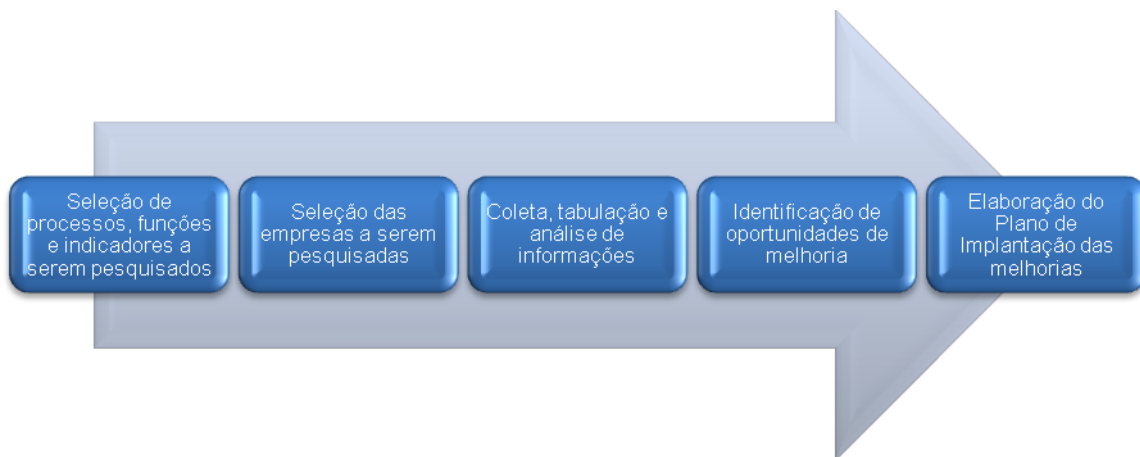 Seleção de
processos, funções
e indicadores a
serem pesquisados
Seleção das
empresas a serem
pesquisadas
Coleta, tabulação e
análise de
informações
Identificação de
oportunidades de
melhoria
Elaboração do
Plano de
Implantação das
melhorias